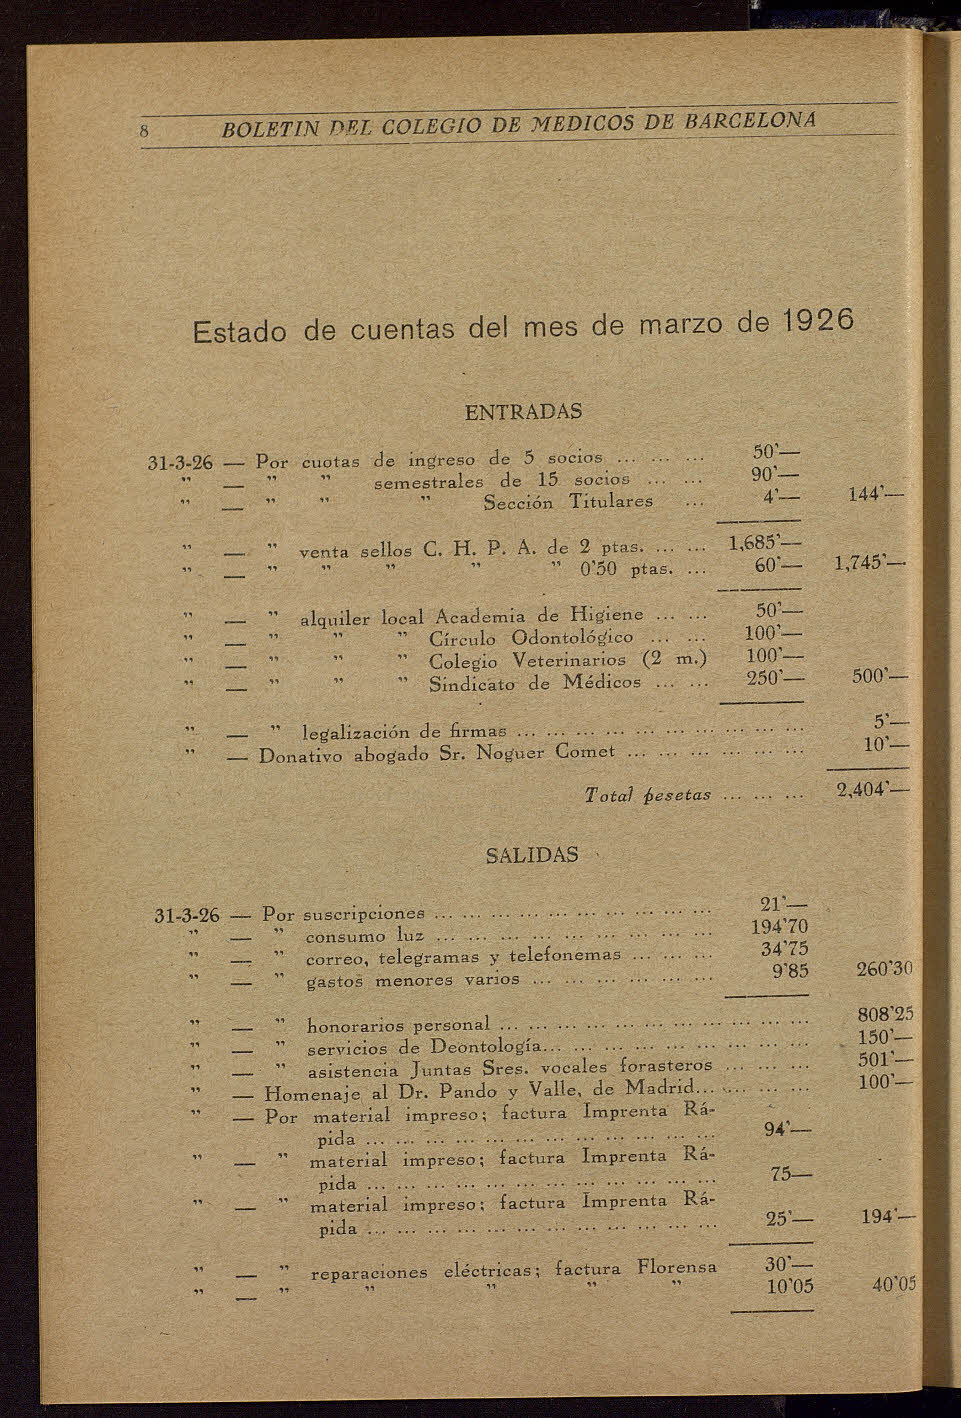 8 BOLETIN DEL COLEGIO DE MEDICOS DE BARCELONA
Estado de cuentas del mes de marzo de 1926
ENTRADAS
31-3-26 — Por cuotas de ingreso de 5 socios ... ... ... 50'—
" — " " semestrales de 15 socios ... ... 90'—
" — " " " Sección Titulares ... 4'— 144'—
" — " venta sellos C. H. P. A. de 2 ptas. ... ... 1,685'—
" — " " " " " 0'50 ptas. ... 60'— 1,745'—
" — " alquiler local Academia de Higiene ... ... 50'—
" — " " " Círculo Odontológico ... ... 100'—
" — " " " Colegio Veterinarios (2 m.) 100'—
" — " " " Sindicato de Médicos ... ... 250'— 500'—
" — " legalización de firmas ... ... ... ... ... ... ... ... ... ... 5'—
" — Donativo abogado Sr. Noguer Comet ... ... ... ... ... ... 10'—
Total pesetas ... ... ... 2,404'—
SALIDAS
31-3-26 — Por suscripciones ... ... ... ... ... ... ... ... ... ... 21'—
" — " consumo luz ... ... ... ... ... ... ... ... ... 194'70
" — " correo, telegramas y telefonemas ... ... ... 34'75
" — " gastos menores varios ... ... ... ... ... ... 9'85 260'30
" — " honorarios personal ... ... ... ... ... ... ... ... ... ... ... 808'25
" — " servicios de Deontología... ... ... ... ... ... ... ... ... 150'—
" — " asistencia Juntas Sres. vocales forasteros ... ... ... 501'—
" — Homenaje al Dr. Pando y Valle, de Madrid... ... ... ... 100'—
" — Por material impreso; factura Imprenta Rá-
pida ... ... ... ... ... ... ... ... ... ... ... ... 94'—
" — " material impreso; factura Imprenta Rá-
pida ... ... ... ... ... ... ... ... ... ... ... ... 75—
" — " material impreso; factura Imprenta Rá-
pida ... ... ... ... ... ... ... ... ... ... ... ... 25'— 194'—
" — " reparaciones eléctricas; factura Florensa 30'—
" — " " " " " 10'05 40'05